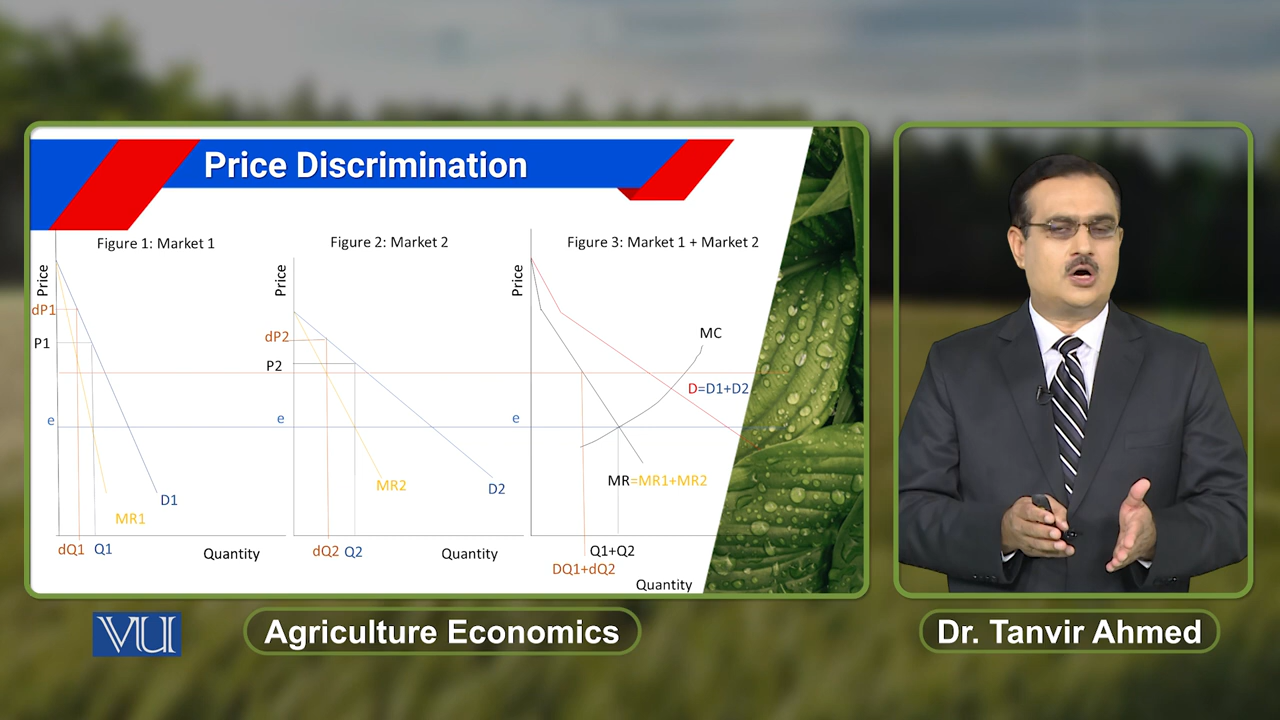 Price Discrimination
Figure 1: Market 1
Price
dP1
P1
e
D1
MR1
dQ1 Q1
Quantity
Figure 2: Market 2
Price
dP2
P2
e
MR2
D2
dQ2 Q2
Quantity
Figure 3: Market 1 + Market 2
Price
MC
D=D1+D2
e
MR=MR1+MR2
Q1+Q2
DQ1+dQ2
Quantity
VU
Agriculture Economics
Dr. Tanvir Ahmed